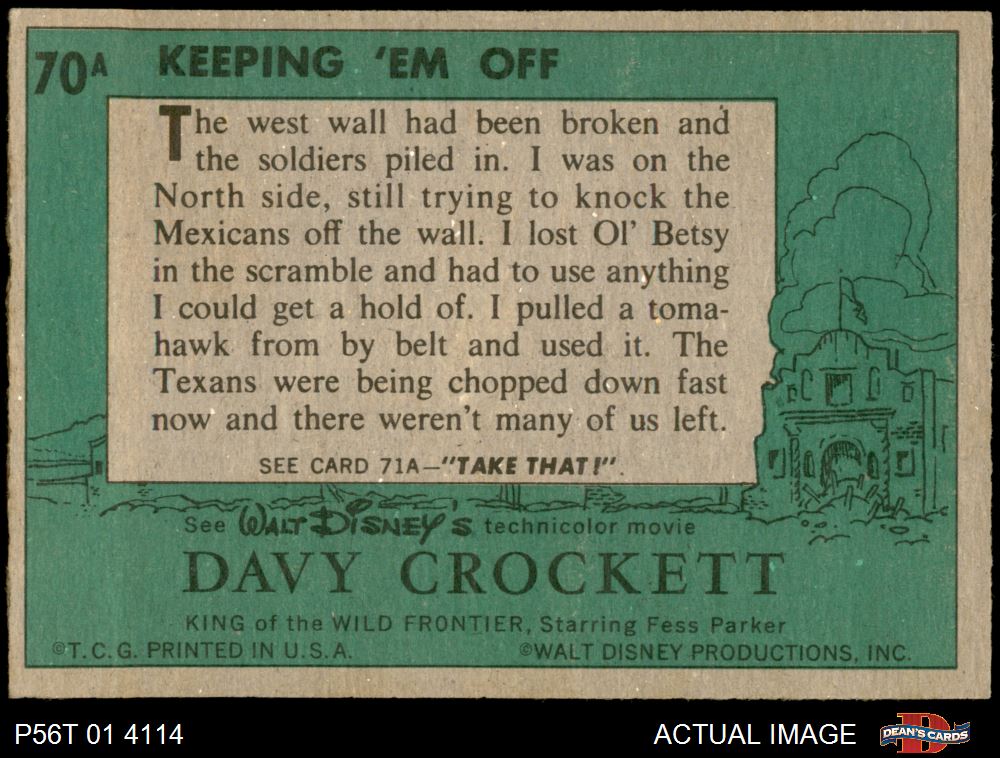 70A KEEPING 'EM OFF
The west wall had been broken and
the soldiers piled in. I was on the
North side, still trying to knock the
Mexicans off the wall. I lost Ol' Betsy
in the scramble and had to use anything
I could get a hold of. I pulled a toma-
hawk from by belt and used it. The
Texans were being chopped down fast
now and there weren't many of us left.
SEE CARD 71A—"TAKE THAT!".
See WALT DISNEY'S technicolor movie
DAVY CROCKETT
KING of the WILD FRONTIER, Starring Fess Parker
©T.C.G. PRINTED IN U.S.A. ©WALT DISNEY PRODUCTIONS, INC.
P56T 01 4114 ACTUAL IMAGE DEAN'S CARDS